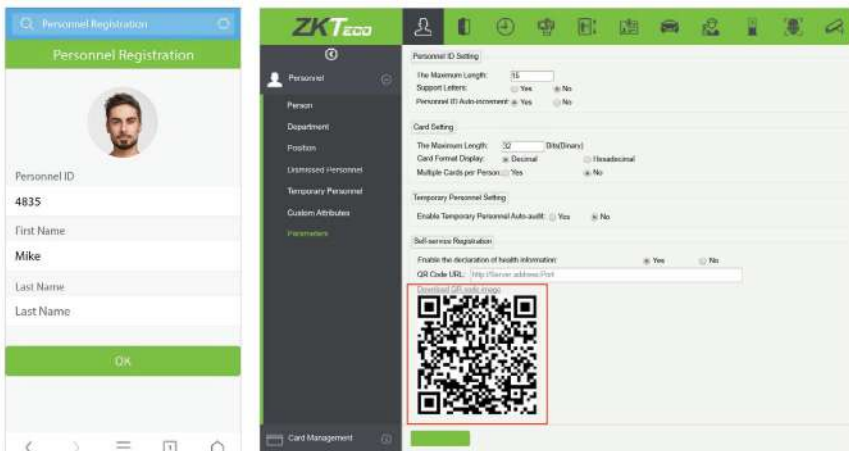 Personnel Registration
Personnel Registration
Personnel ID
4835
First Name
Mike
Last Name
Last Name
OK
1
ZKTeco
Personnel
Person
Department
Position
Dismissed Personnel
Temporary Personnel
Custom Attributes
Parameters
Card Management
Personnel ID Setting
The Maximum Length: 15
Support Letters: Yes No
Personnel ID Auto-increment: Yes No
Card Setting
The Maximum Length: 32 Bits(Binary)
Card Format Display: Decimal Hexadecimal
Multiple Cards per Person: Yes No
Temporary Personnel Setting
Enable Temporary Personnel Auto-audit: Yes No
Self-service Registration
Enable the declaration of health information: Yes No
QR Code URL: http://Server address:Port
Download QR code image